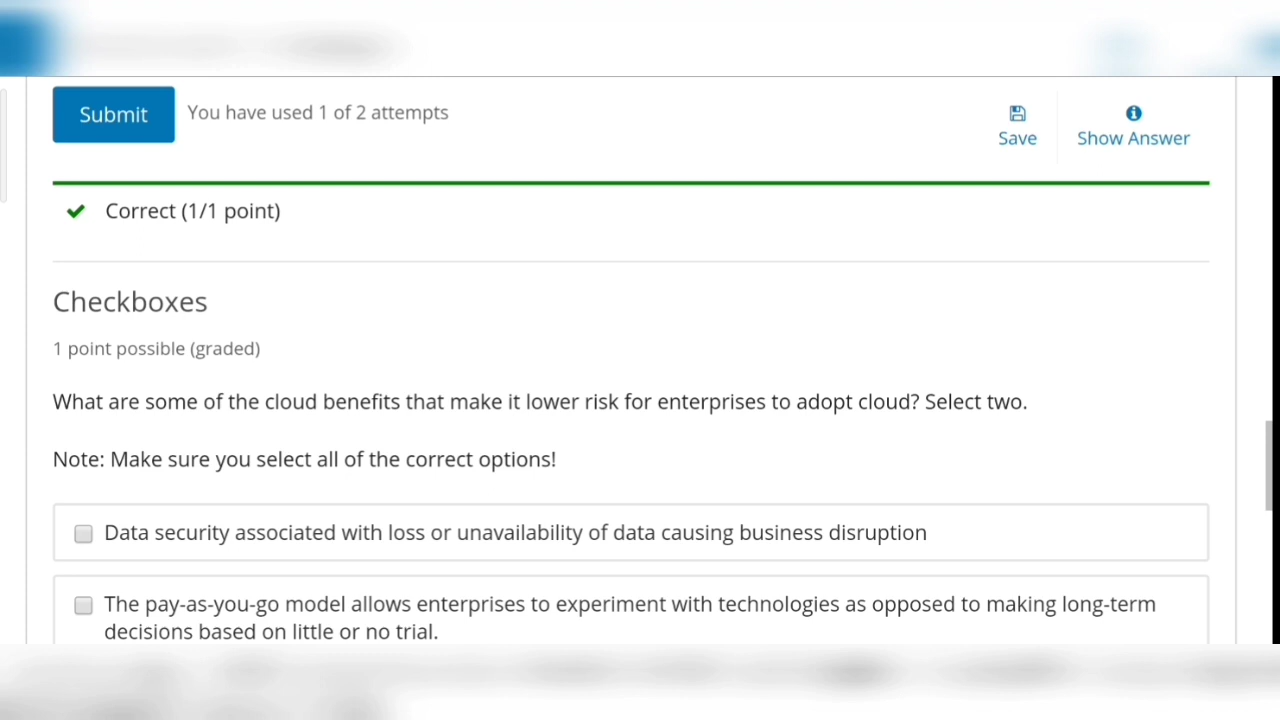 Submit
You have used 1 of 2 attempts
Save
Show Answer
Correct (1/1 point)
Checkboxes
1 point possible (graded)
What are some of the cloud benefits that make it lower risk for enterprises to adopt cloud? Select two.
Note: Make sure you select all of the correct options!
Data security associated with loss or unavailability of data causing business disruption
The pay-as-you-go model allows enterprises to experiment with technologies as opposed to making long-term
decisions based on little or no trial.